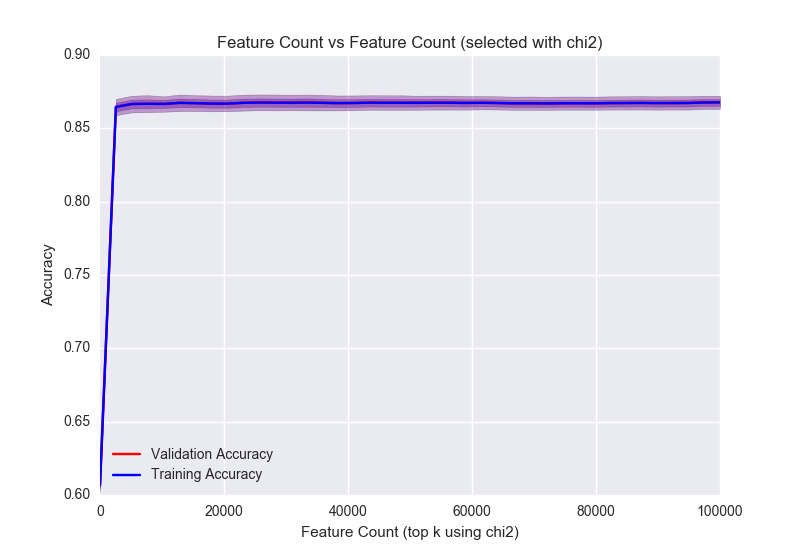 Feature Count vs Feature Count (selected with chi2)
0.90
0.85
0.80
0.75
0.70
0.65
0.60
Accuracy
Validation Accuracy
Training Accuracy
0 20000 40000 60000 80000 100000
Feature Count (top k using chi2)